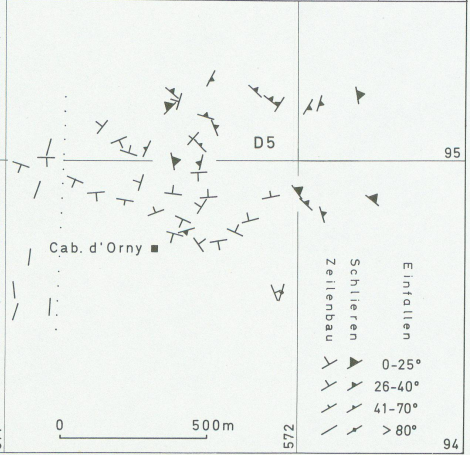 D5
95
Cab. d'Orny
Zeilenbau
Schlieren
Einfallen
0-25°
26-40°
41-70°
>80°
0 500m
572
94